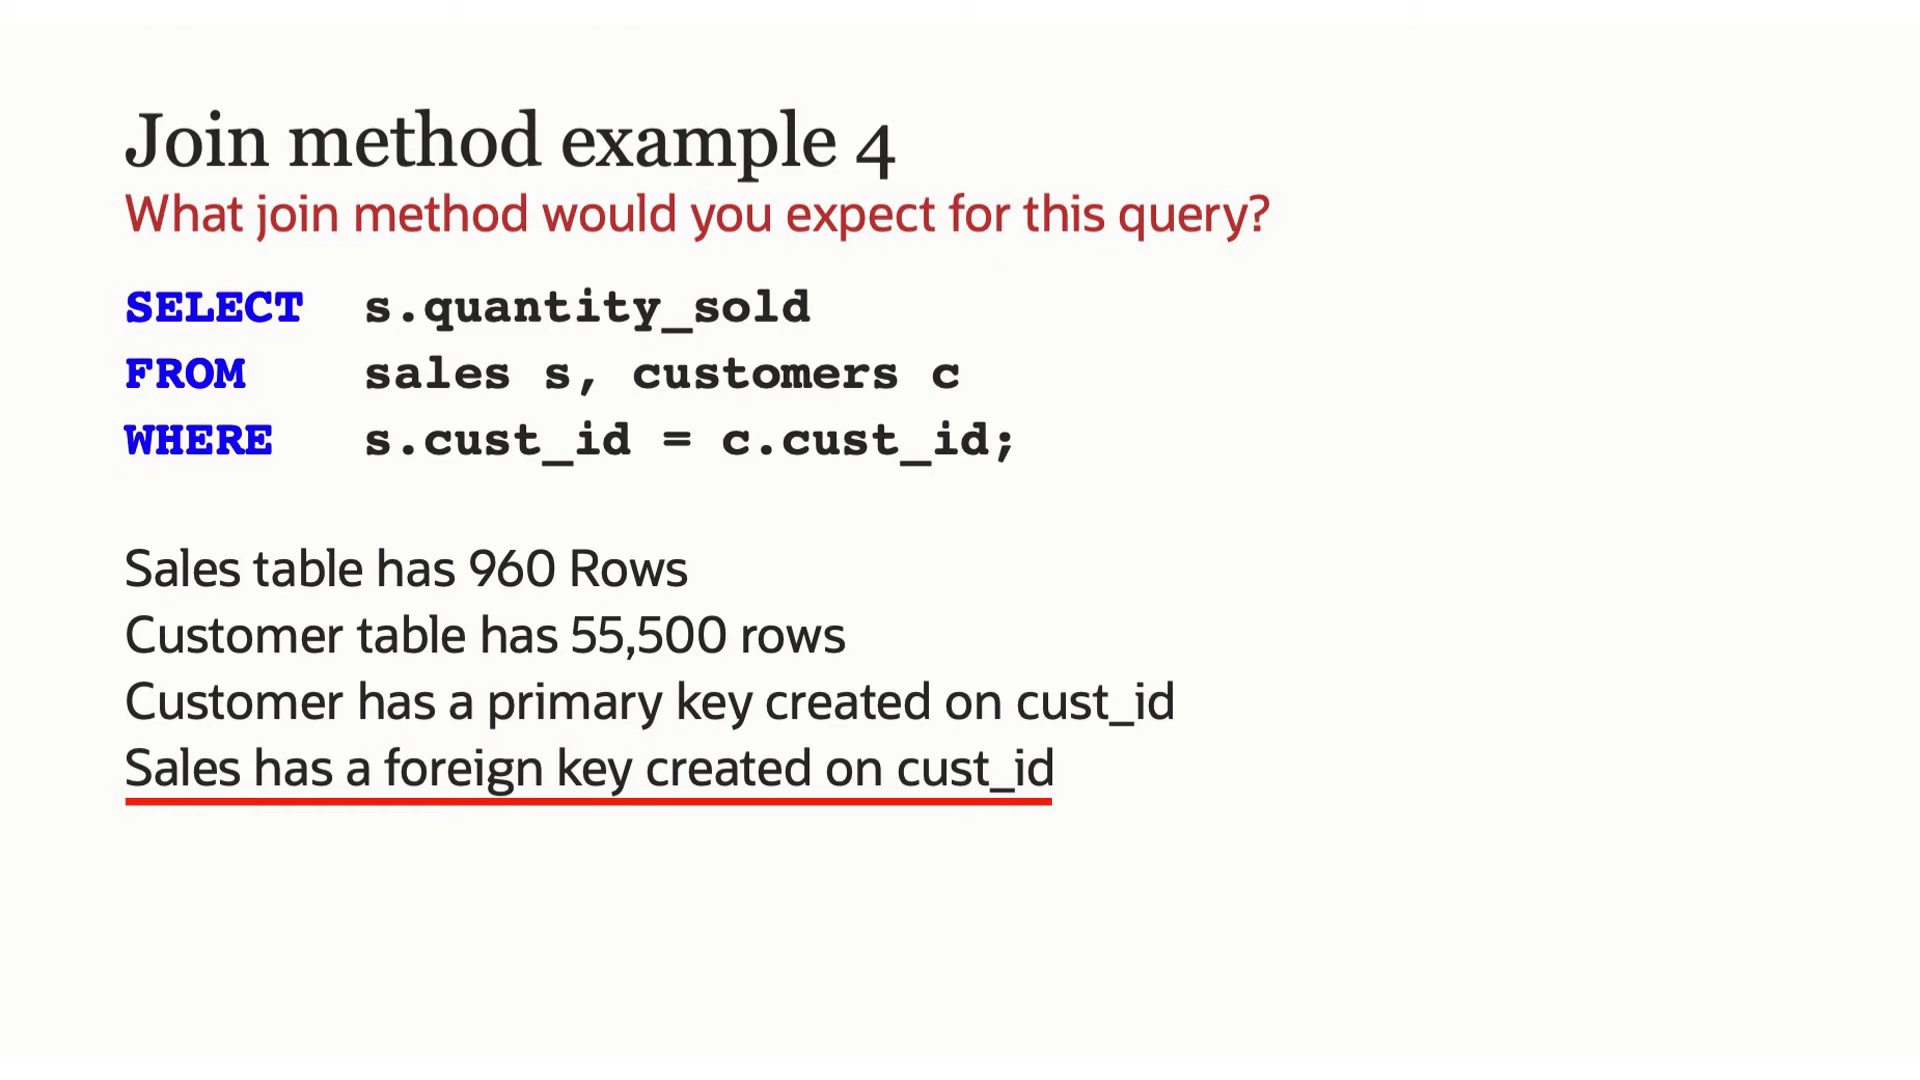 Join method example 4
What join method would you expect for this query?
SELECT s.quantity_sold
FROM sales s, customers c
WHERE s.cust_id = c.cust_id;
Sales table has 960 Rows
Customer table has 55,500 rows
Customer has a primary key created on cust_id
Sales has a foreign key created on cust_id